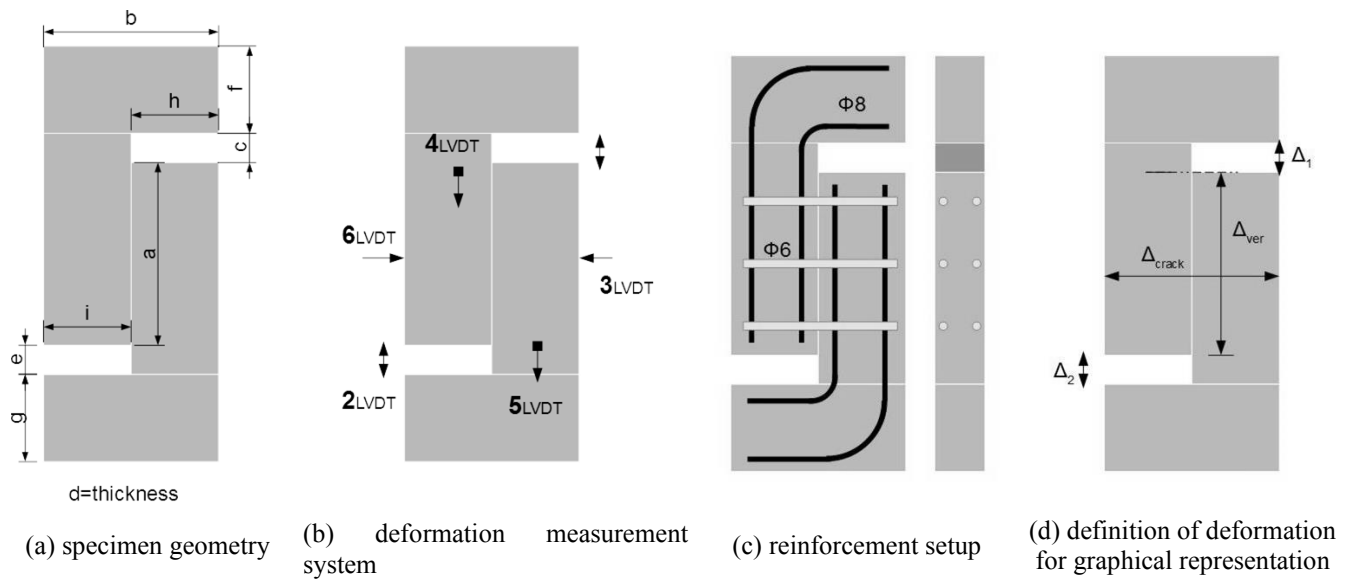 b
f
h
c
a
i
e
g
d=thickness
(a) specimen geometry
4LVDT
6LVDT
3LVDT
2LVDT
5LVDT
(b) deformation measurement
system
Φ8
Φ6
(c) reinforcement setup
Δ1
Δver
Δcrack
Δ2
(d) definition of deformation
for graphical representation